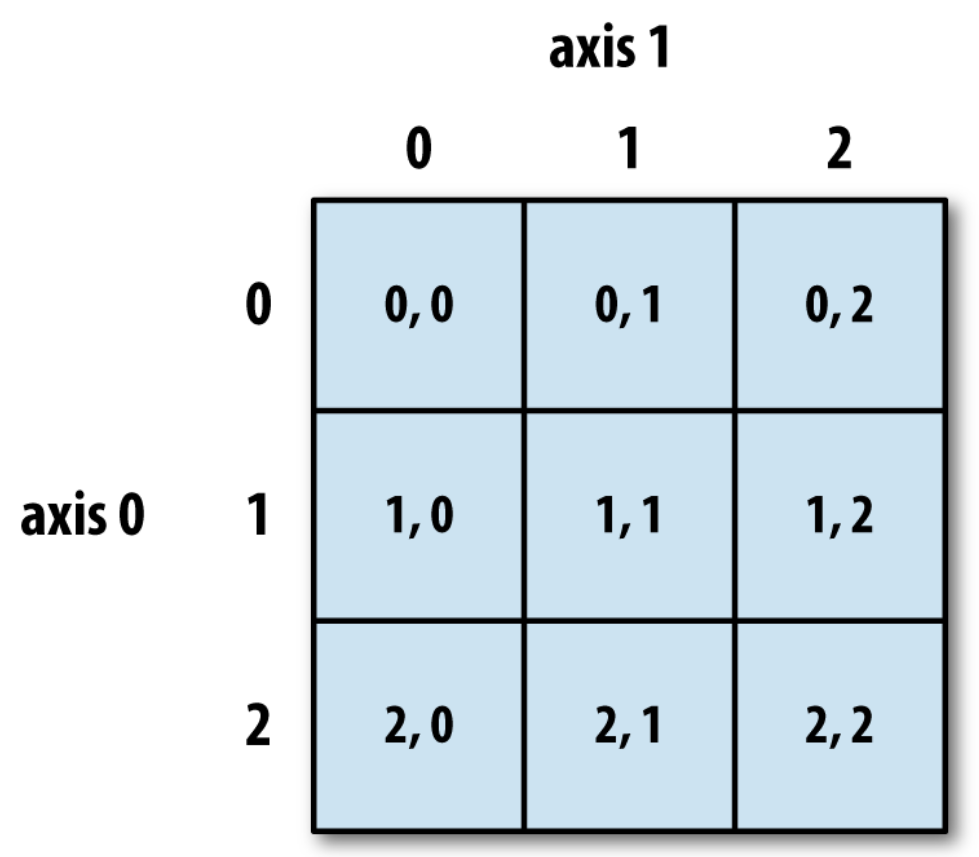 axis 1
0 1 2
0 0, 0 0, 1 0, 2
axis 0 1 1, 0 1, 1 1, 2
2 2, 0 2, 1 2, 2